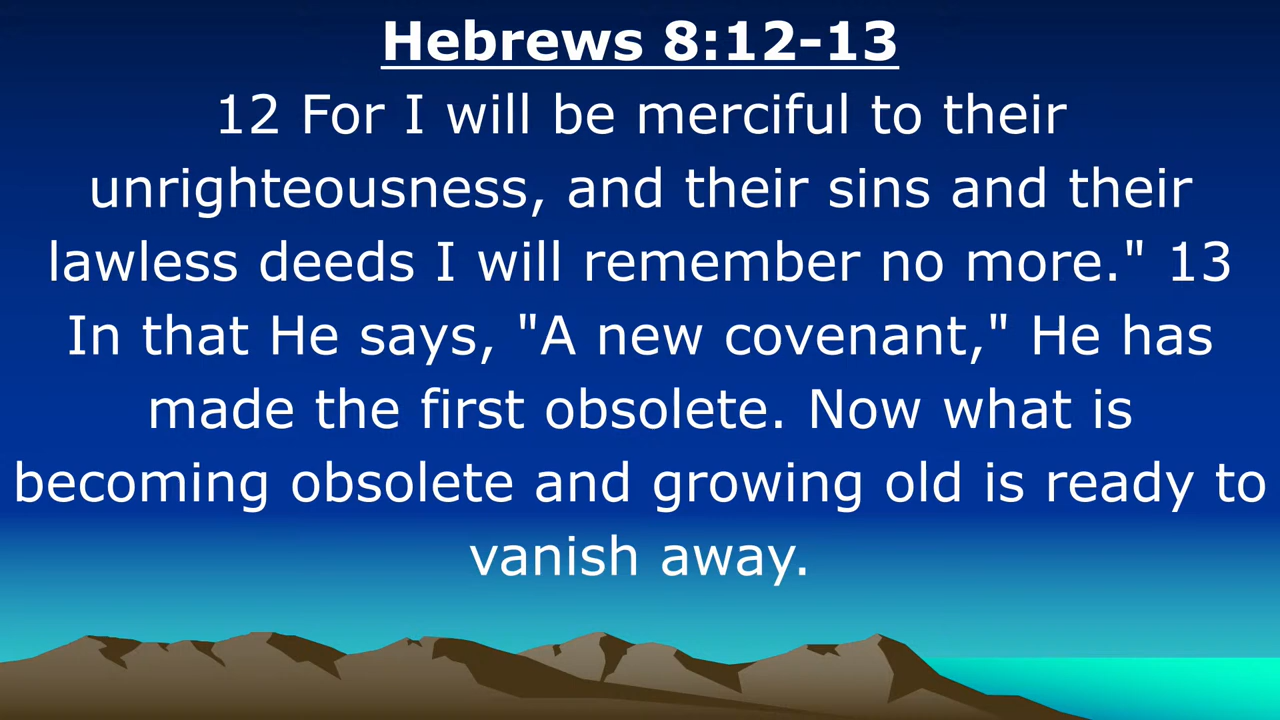 Hebrews 8:12-13
12 For I will be merciful to their
unrighteousness, and their sins and their
lawless deeds I will remember no more." 13
In that He says, "A new covenant," He has
made the first obsolete. Now what is
becoming obsolete and growing old is ready to
vanish away.